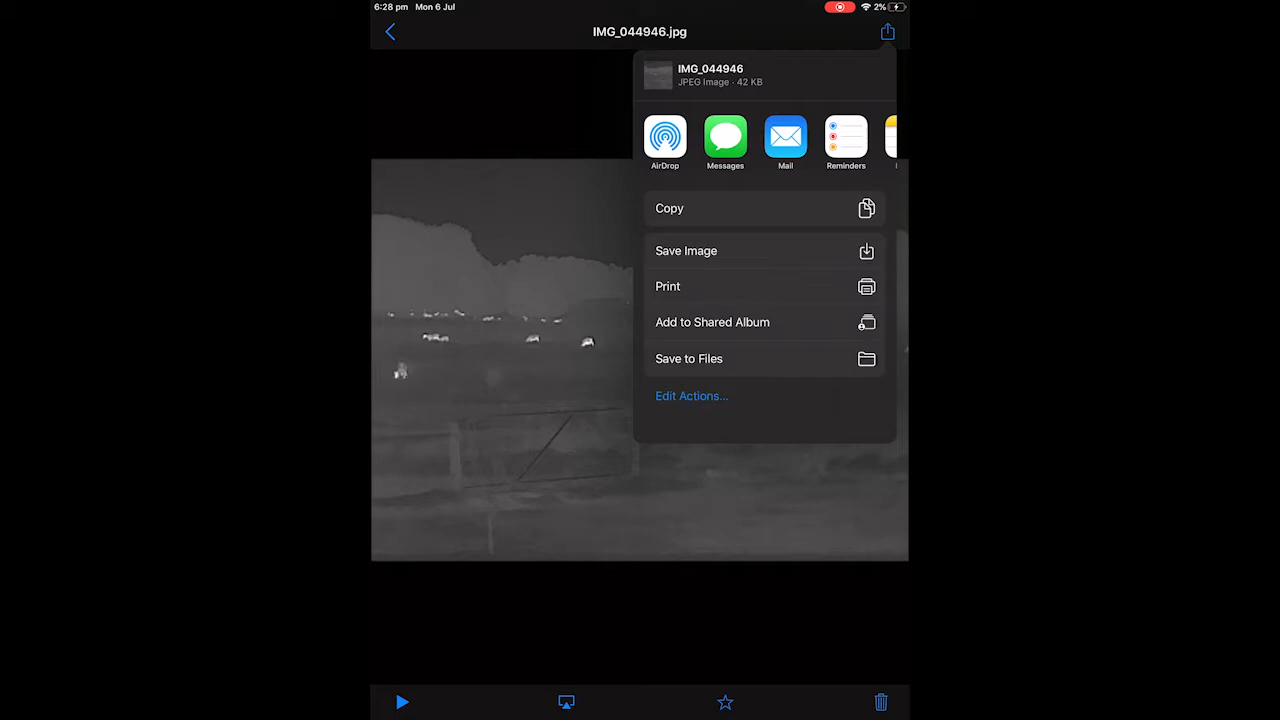 6:28 pm Mon 6 Jul 2%
IMG_044946.jpg
IMG_044946
JPEG Image · 42 KB
AirDrop Messages Mail Reminders
Copy
Save Image
Print
Add to Shared Album
Save to Files
Edit Actions...